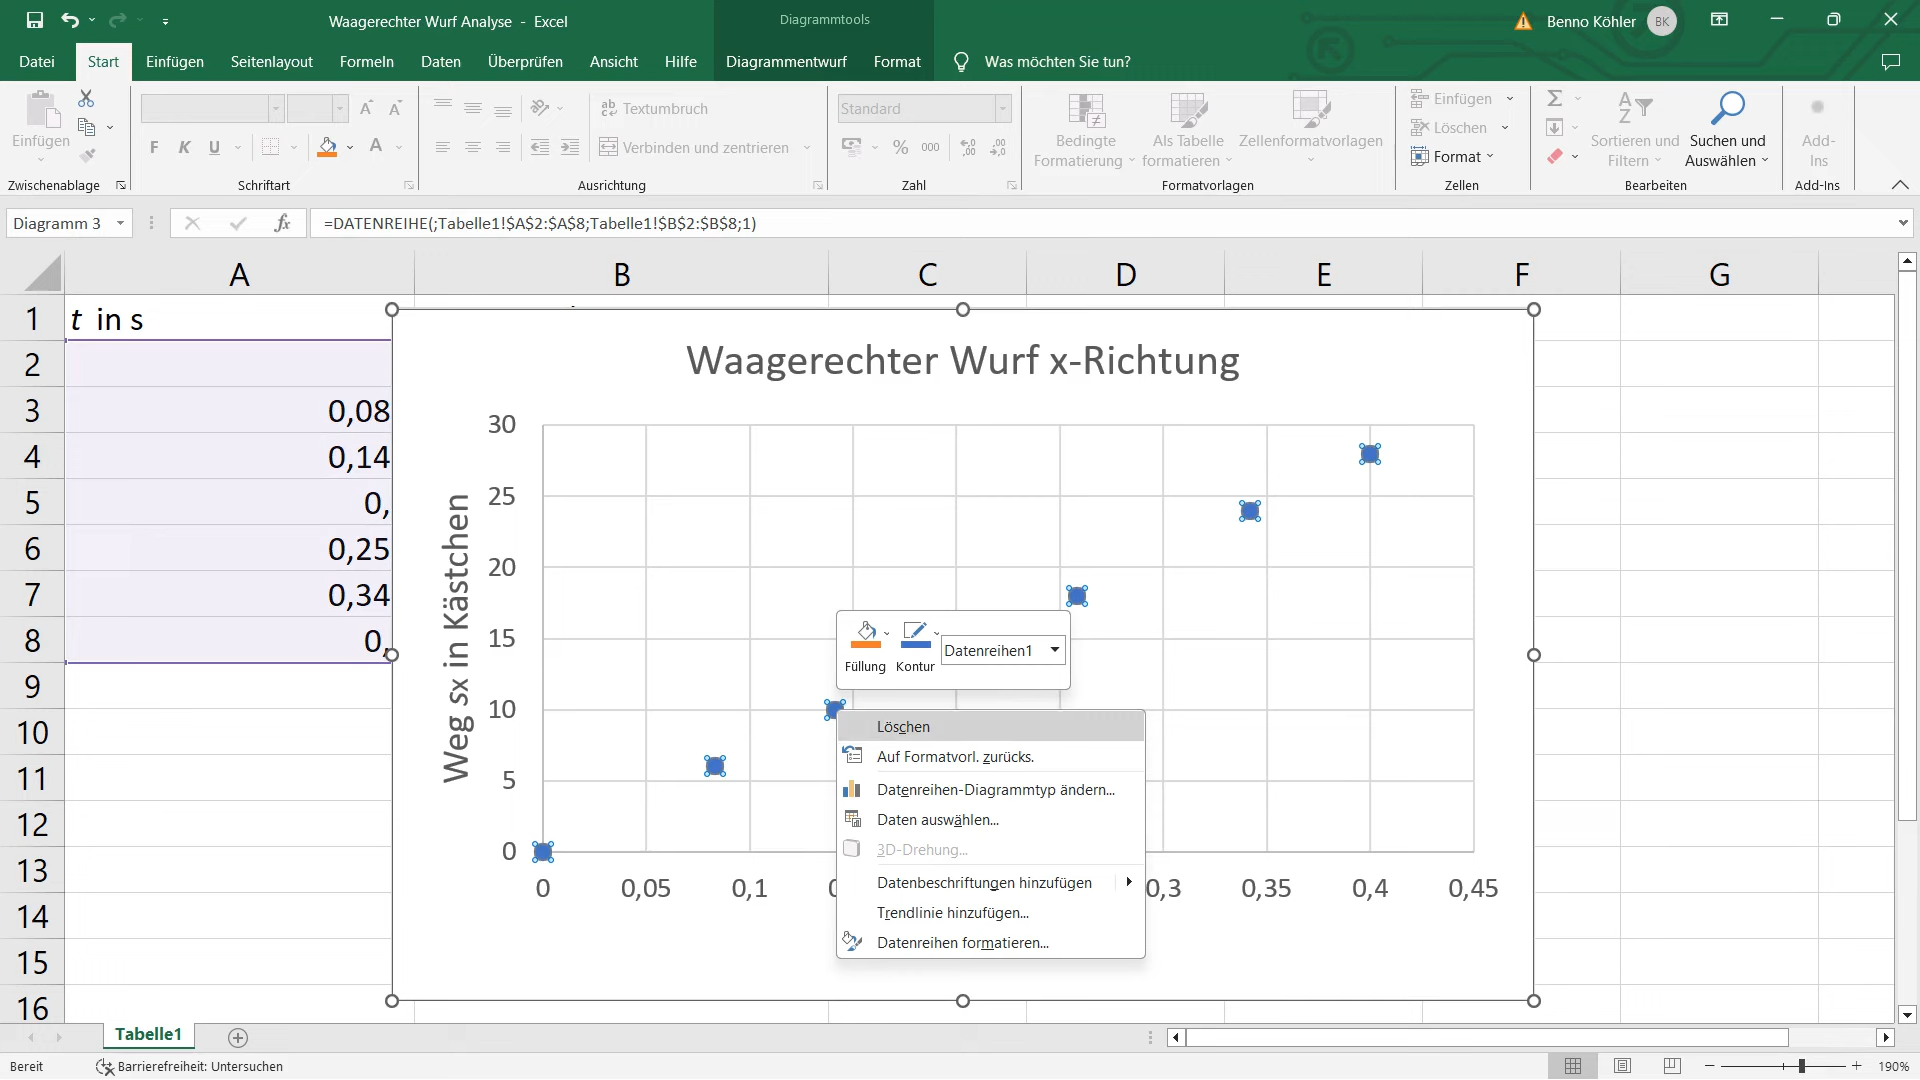 Waagerechter Wurf Analyse - Excel
Diagrammtools
Benno Köhler
BK
Datei
Start
Einfügen
Seitenlayout
Formeln
Daten
Überprüfen
Ansicht
Hilfe
Diagrammentwurf
Format
Was möchten Sie tun?
Einfügen
Zwischenablage
F K U
A
Schriftart
Textumbruch
Verbinden und zentrieren
Ausrichtung
Standard
% 000
Zahl
Bedingte
Formatierung
Als Tabelle
formatieren
Zellenformatvorlagen
Formatvorlagen
Einfügen
Löschen
Format
Zellen
Sortieren und
Filtern
Suchen und
Auswählen
Bearbeiten
Add-
Ins
Add-Ins
Diagramm 3
fx
=DATENREIHE(;Tabelle1!$A$2:$A$8;Tabelle1!$B$2:$B$8;1)
A B C D E F G
1 t in s
2
3 0,08
4 0,14
5 0,
6 0,25
7 0,34
8 0,
9
10
11
12
13
14
15
16
Waagerechter Wurf x-Richtung
Weg sx in Kästchen
30
25
20
15
10
5
0
0 0,05 0,1 0,3 0,35 0,4 0,45
Füllung
Kontur
Datenreihen1
Löschen
Auf Formatvorl. zurücks.
Datenreihen-Diagrammtyp ändern...
Daten auswählen...
3D-Drehung...
Datenbeschriftungen hinzufügen
Trendlinie hinzufügen...
Datenreihen formatieren...
Tabelle1
Bereit
Barrierefreiheit: Untersuchen
190%